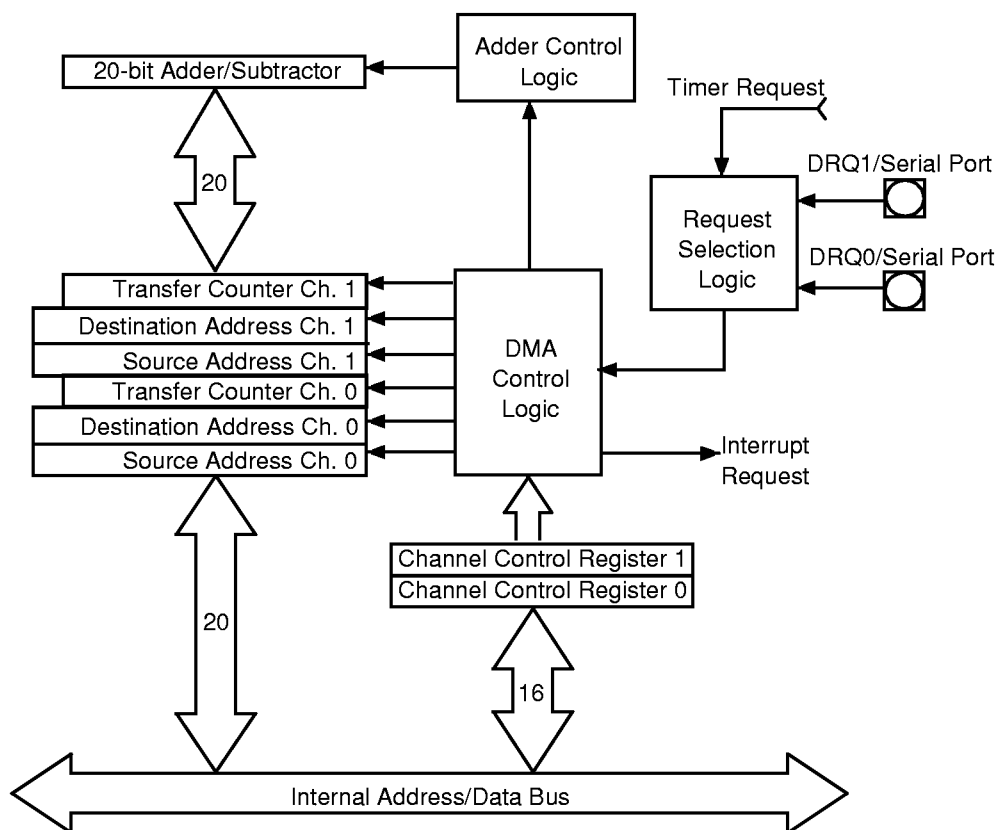 Adder Control
Logic
20-bit Adder/Subtractor
Timer Request
DRQ1/Serial Port
20
Request
Selection
Logic
DRQ0/Serial Port
Transfer Counter Ch. 1
Destination Address Ch. 1
Source Address Ch. 1
Transfer Counter Ch. 0
Destination Address Ch. 0
Source Address Ch. 0
DMA
Control
Logic
Interrupt
Request
Channel Control Register 1
Channel Control Register 0
20
16
Internal Address/Data Bus